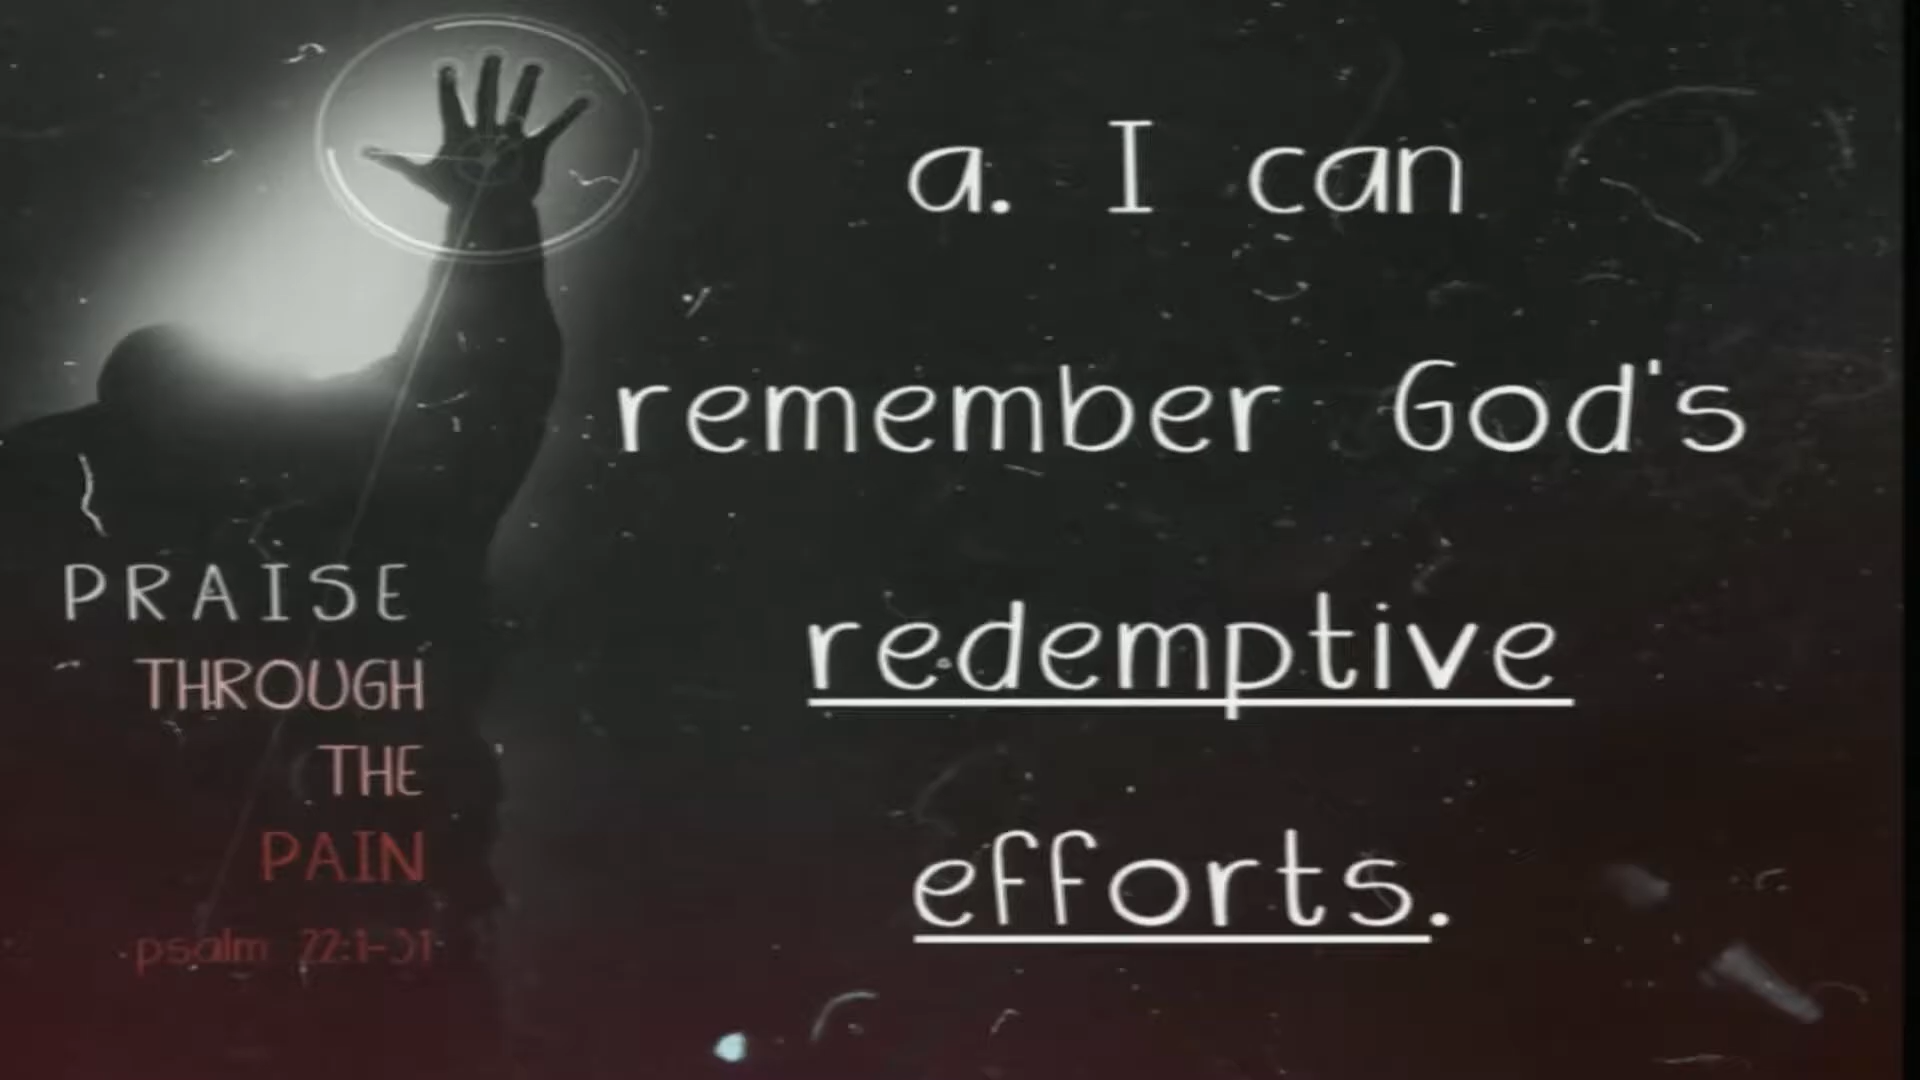 a. I can
remember God's
redemptive
efforts.
PRAISE
THROUGH
THE
PAIN
psalm 22:1-31